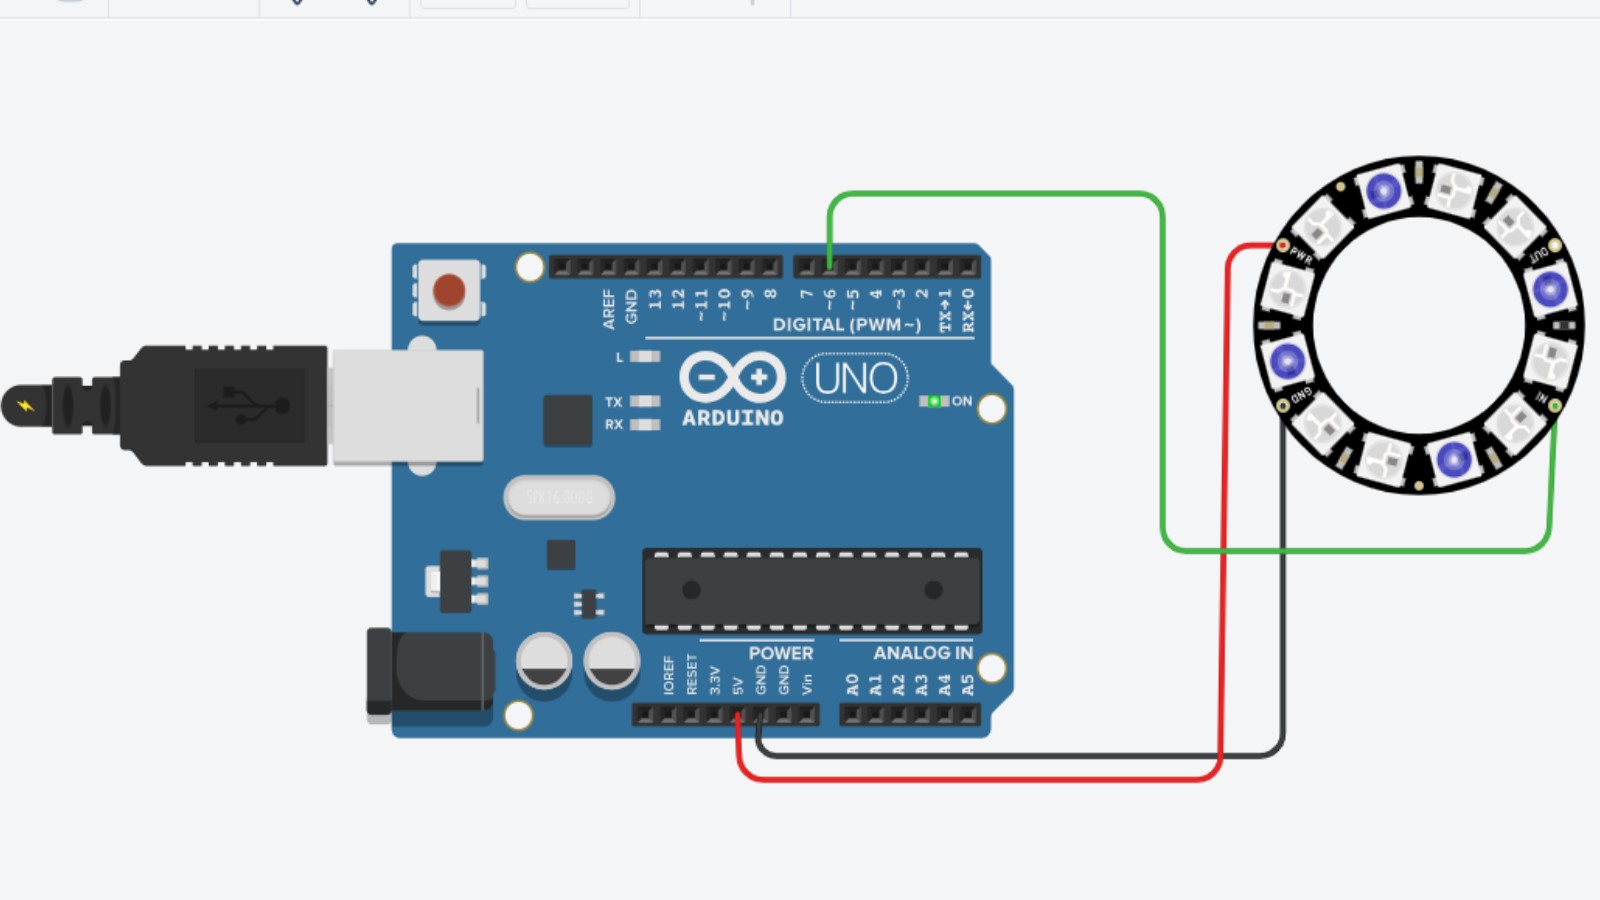 AREF
GND
13
12
~11
~10
~9
8
7
~6
~5
4
~3
2
TX→1
RX←0
DIGITAL (PWM~)
L
TX
RX
ARDUINO
UNO
ON
SPK16.000G
POWER
ANALOG IN
IOREF
RESET
3.3V
5V
GND
GND
Vin
A0
A1
A2
A3
A4
A5
PWR
OUT
GND
IN